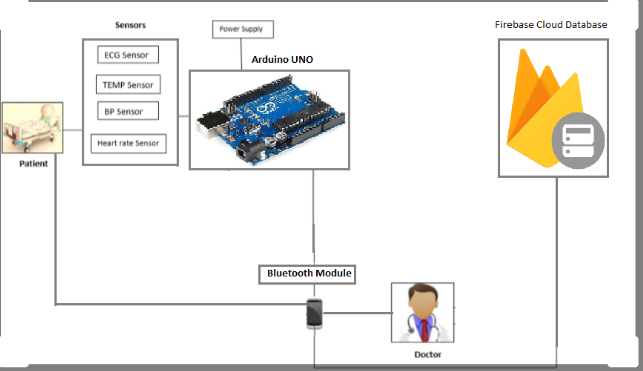 Sensors
Power Supply
Firebase Cloud Database
ECG Sensor
Arduino UNO
TEMP Sensor
BP Sensor
Heart rate Sensor
Patient
Bluetooth Module
Doctor